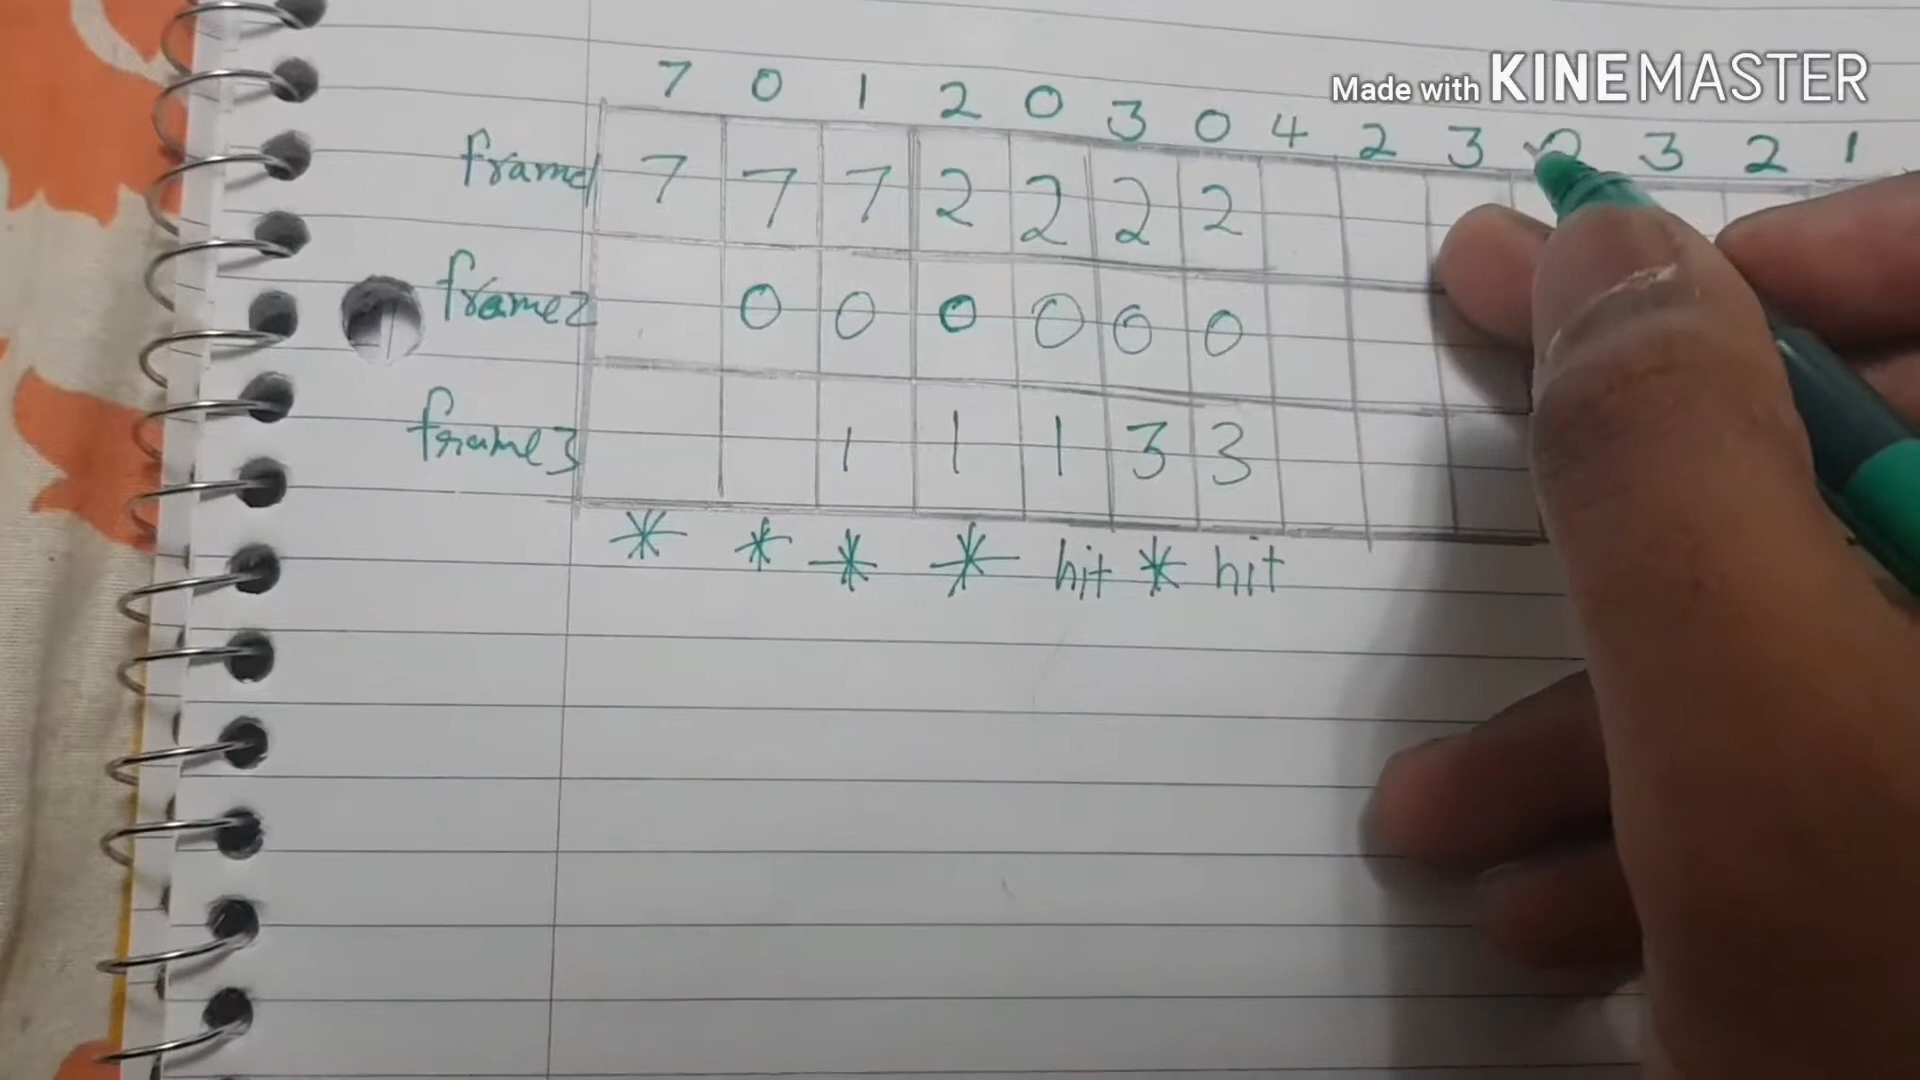 Made with KINEMASTER
7 0 1 2 0 3 0 4 2 3 0 3 2 1
frame1 7 7 7 2 2 2 2
frame2 0 0 0 0 0 0
frame3 1 1 1 3 3
* * * * hit * hit